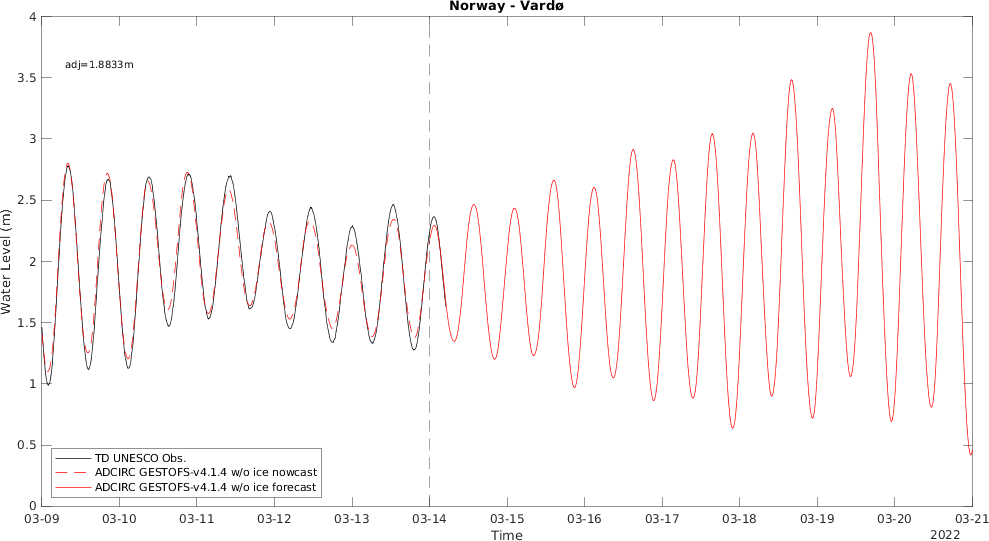 Norway - Vardø
4
3.5
3
2.5
2
1.5
1
0.5
0
Water Level (m)
adj=1.8833m
TD UNESCO Obs.
ADCIRC GESTOFS-v4.1.4 w/o ice nowcast
ADCIRC GESTOFS-v4.1.4 w/o ice forecast
03-09 03-10 03-11 03-12 03-13 03-14 03-15 03-16 03-17 03-18 03-19 03-20 03-21
Time
2022